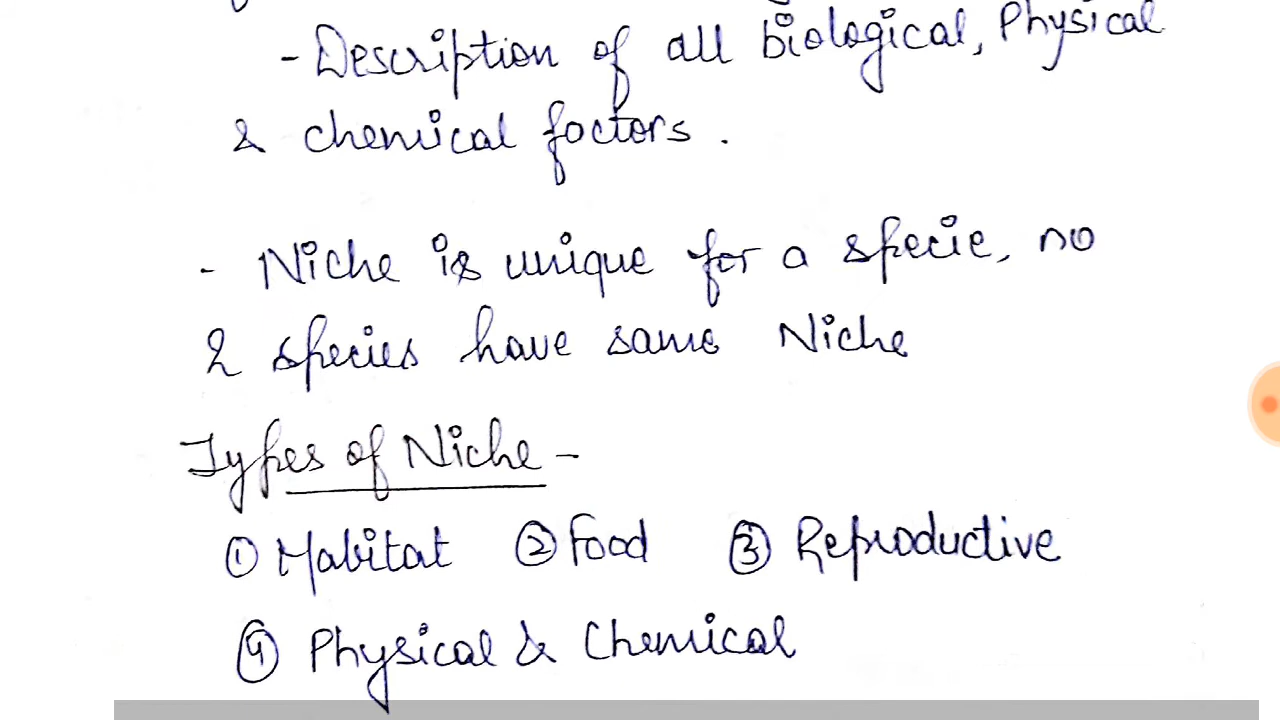 - Description of all biological, Physical
& chemical factors.
- Niche is unique for a specie, no
2 species have same Niche
Types of Niche -
① Habitat ② Food ③ Reproductive
④ Physical & Chemical